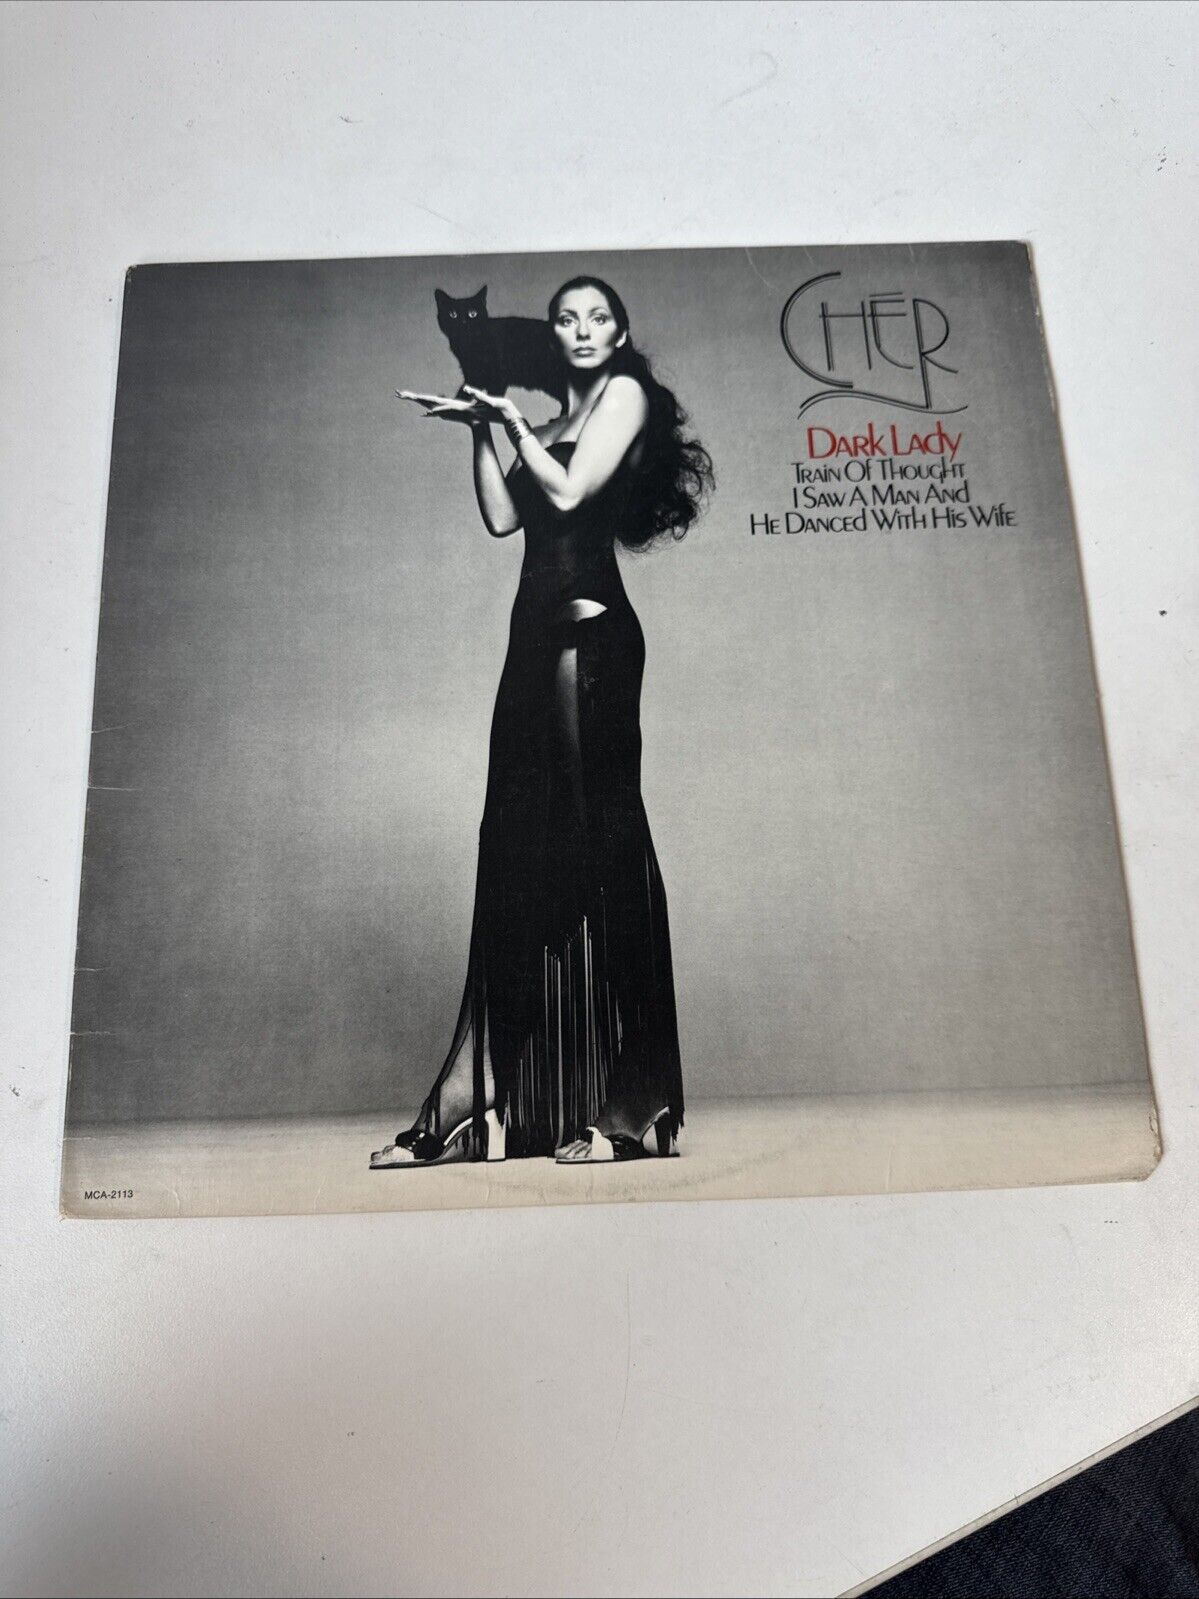 CHER
DARK LADY
TRAIN OF THOUGHT
I SAW A MAN AND
HE DANCED WITH HIS WIFE
MCA-2113